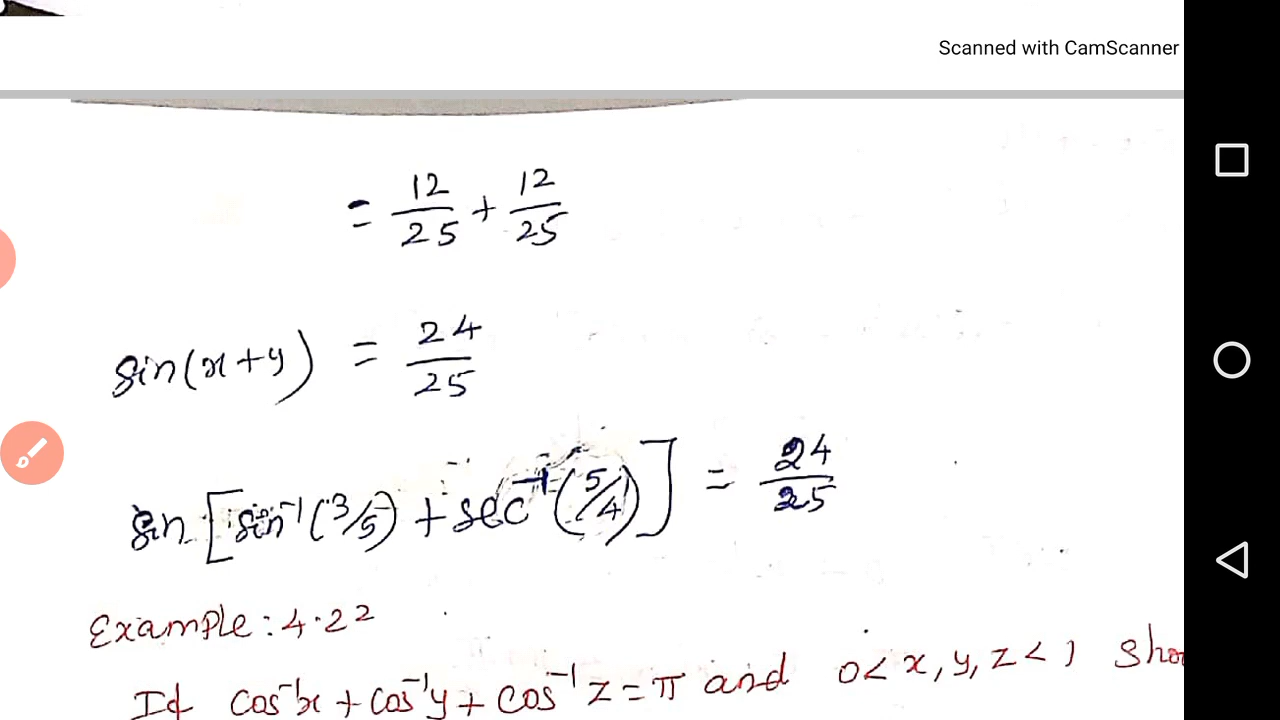 Scanned with CamScanner
= 12/25 + 12/25
sin(x+y) = 24/25
sin [sin⁻¹(3/5) + sec⁻¹(5/4)] = 24/25
Example: 4.22
If cos⁻¹x + cos⁻¹y + cos⁻¹z = π and 0 < x, y, z < 1